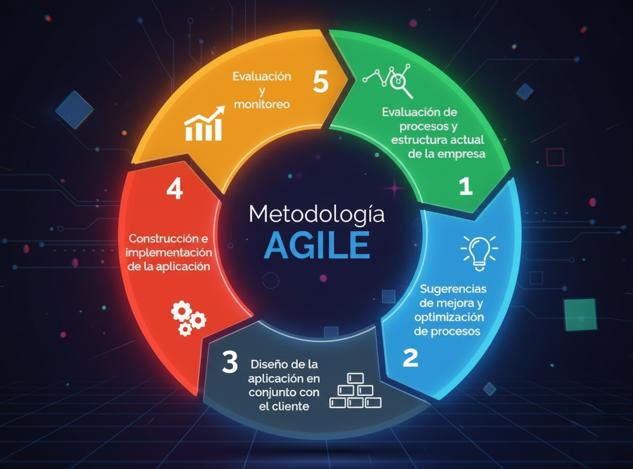 Metodología
AGILE
Evaluación de
procesos y
estructura actual
de la empresa
1
Sugerencias
de mejora y
optimización
de procesos
2
3
Diseño de la
aplicación en
conjunto con
el cliente
4
Construcción e
implementación
de la aplicación
5
Evaluación
y
monitoreo